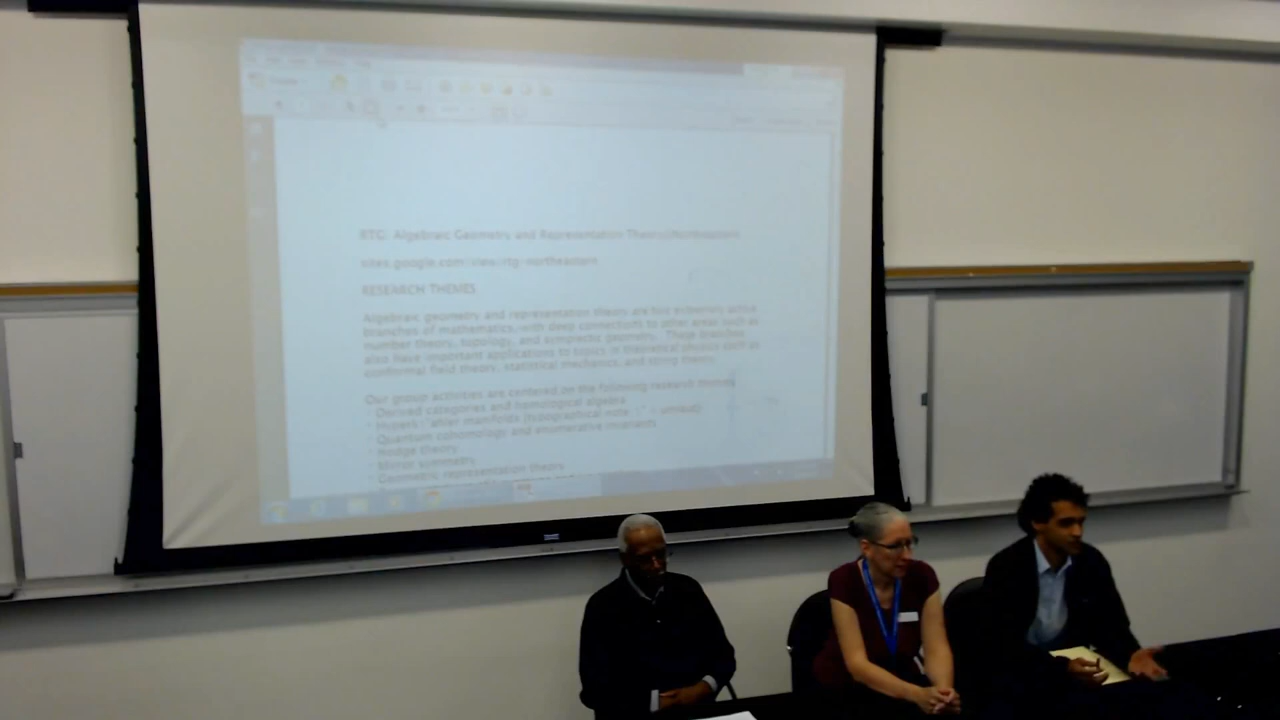 RTG: Algebraic Geometry and Representation Theory@Northeastern
sites.google.com/view/rtg-northeastern
RESEARCH THEMES
Algebraic geometry and representation theory are two extremely active
branches of mathematics, with deep connections to other areas such as
number theory, topology, and symplectic geometry. These branches
also have important applications to topics in theoretical physics such as
conformal field theory, statistical mechanics, and string theory.
Our group activities are centered on the following research themes
Derived categories and homological algebra
manifolds (typographical note
Quantum cohomology and enumerative invariants
Hodge theory
Mirror symmetry
Geometric representation theory